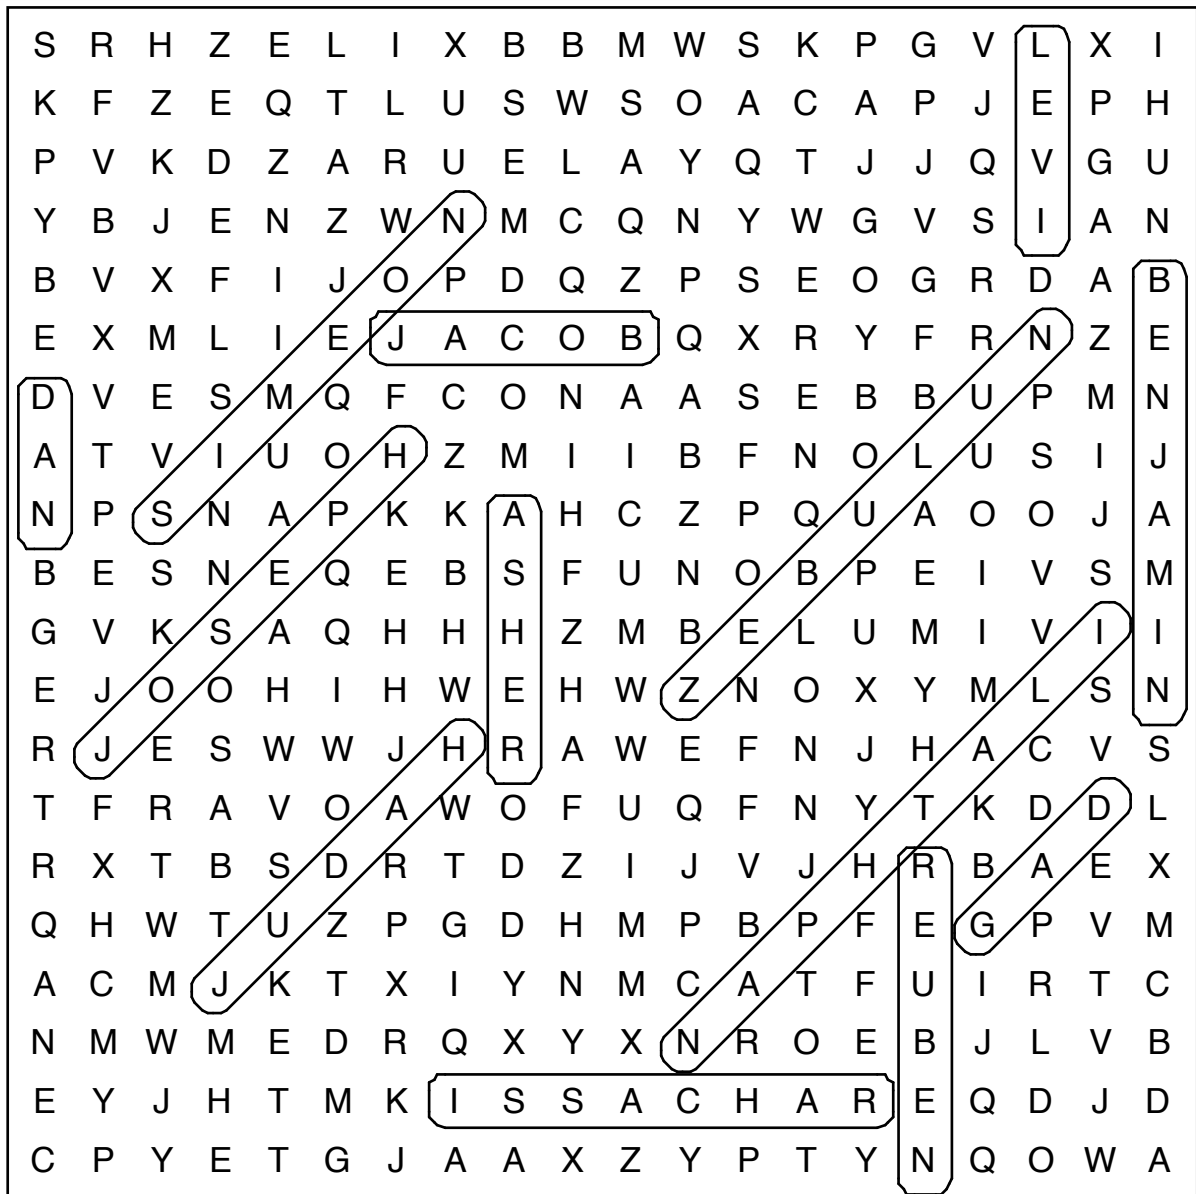 S R H Z E L I X B B M W S K P G V L X I
K F Z E Q T L U S W S O A C A P J E P H
P V K D Z A R U E L A Y Q T J J Q V G U
Y B J E N Z W N M C Q N Y W G V S I A N
B V X F I J O P D Q Z P S E O G R D A B
E X M L I E J A C O B Q X R Y F R N Z E
D V E S M Q F C O N A A S E B B U P M N
A T V I U O H Z M I I B F N O L U S I J
N P S N A P K K A H C Z P Q U A O O J A
B E S N E Q E B S F U N O B P E I V S M
G V K S A Q H H H Z M B E L U M I V I I
E J O O H I H W E H W Z N O X Y M L S N
R J E S W W J H R A W E F N J H A C V S
T F R A V O A W O F U Q F N Y T K D D L
R X T B S D R T D Z I J V J H R B A E X
Q H W T U Z P G D H M P B P F E G P V M
A C M J K T X I Y N M C A T F U I R T C
N M W M E D R Q X Y X N R O E B J L V B
E Y J H T M K I S S A C H A R E Q D J D
C P Y E T G J A A X Z Y P T Y N Q O W A